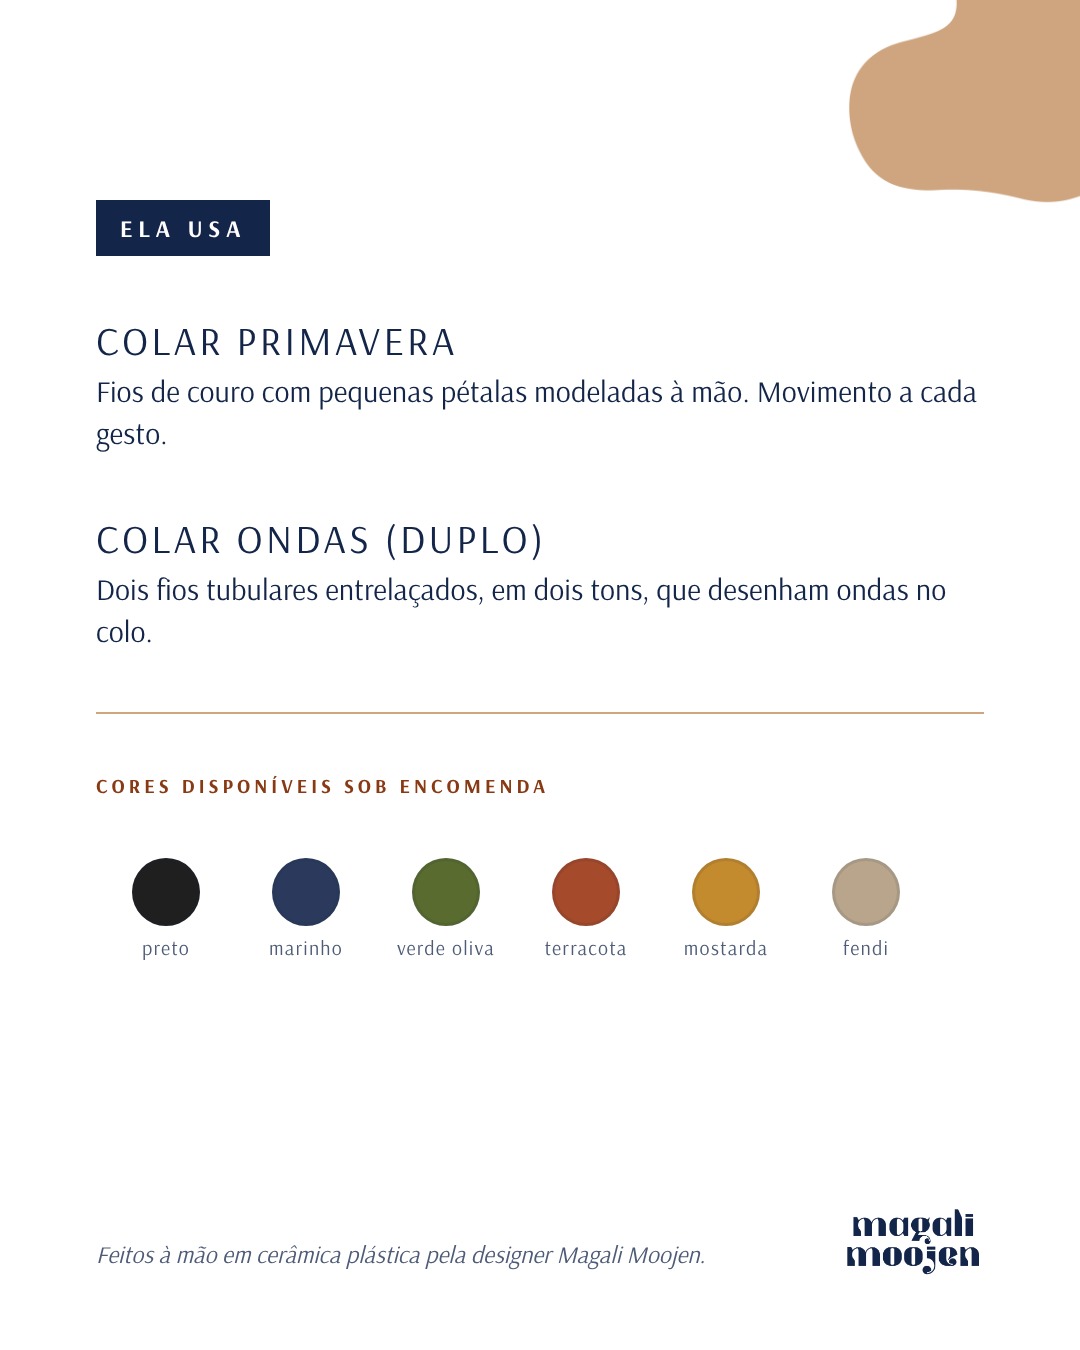 ELA USA
COLAR PRIMAVERA
Fios de couro com pequenas pétalas modeladas à mão. Movimento a cada
gesto.
COLAR ONDAS (DUPLO)
Dois fios tubulares entrelaçados, em dois tons, que desenham ondas no
colo.
CORES DISPONÍVEIS SOB ENCOMENDA
preto marinho verde oliva terracota mostarda fendi
Feitos à mão em cerâmica plástica pela designer Magali Moojen.
magali
moojen